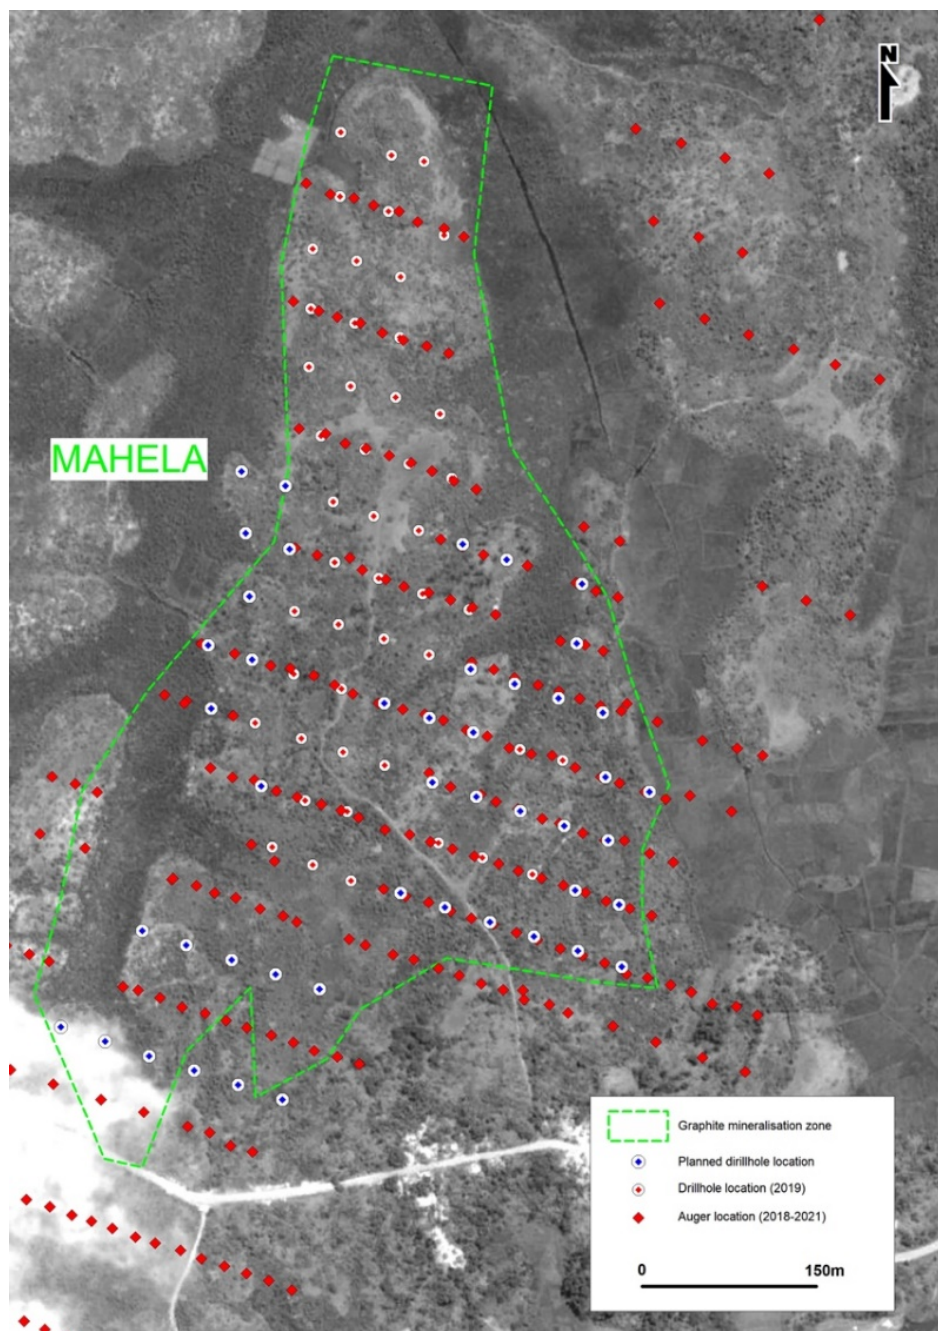 N
MAHELA
Graphite mineralisation zone
Planned dirillhole location
Drillhole location (2019)
Auger location (2018-2021)
0 150m